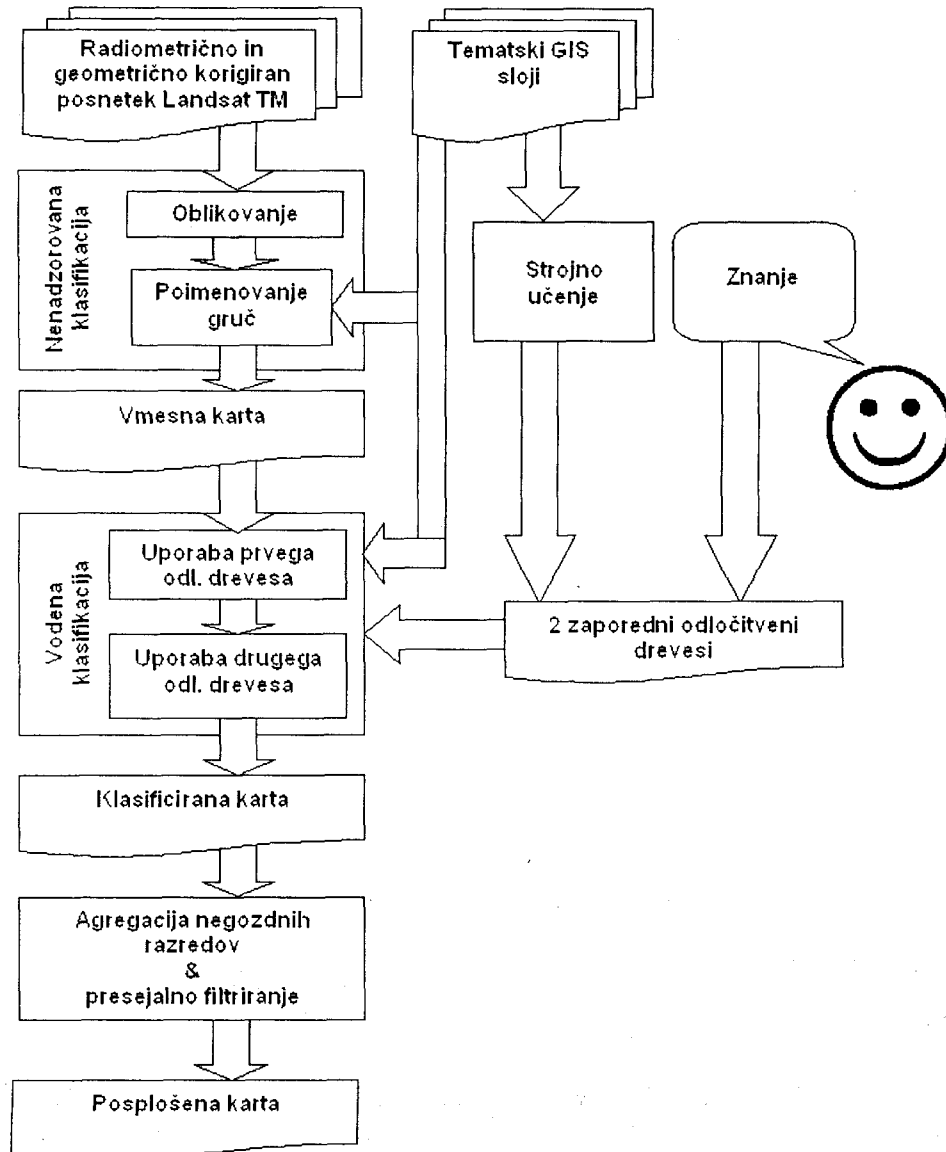 Radiometrično in
geometrično korigiran
posnetek Landsat TM
Tematski GIS
sloji
Nenadzorovana
klasifikacija
Oblikovanje
Poimenovanje
gruč
Strojno
učenje
Znanje
Vmesna karta
Vodena
klasifikacija
Uporaba prvega
odl. drevesa
Uporaba drugega
odl. drevesa
2 zaporedni odločitveni
drevesi
Klasificirana karta
Agregacija negozdnih
razredov
&
presejalno filtriranje
Posplošena karta